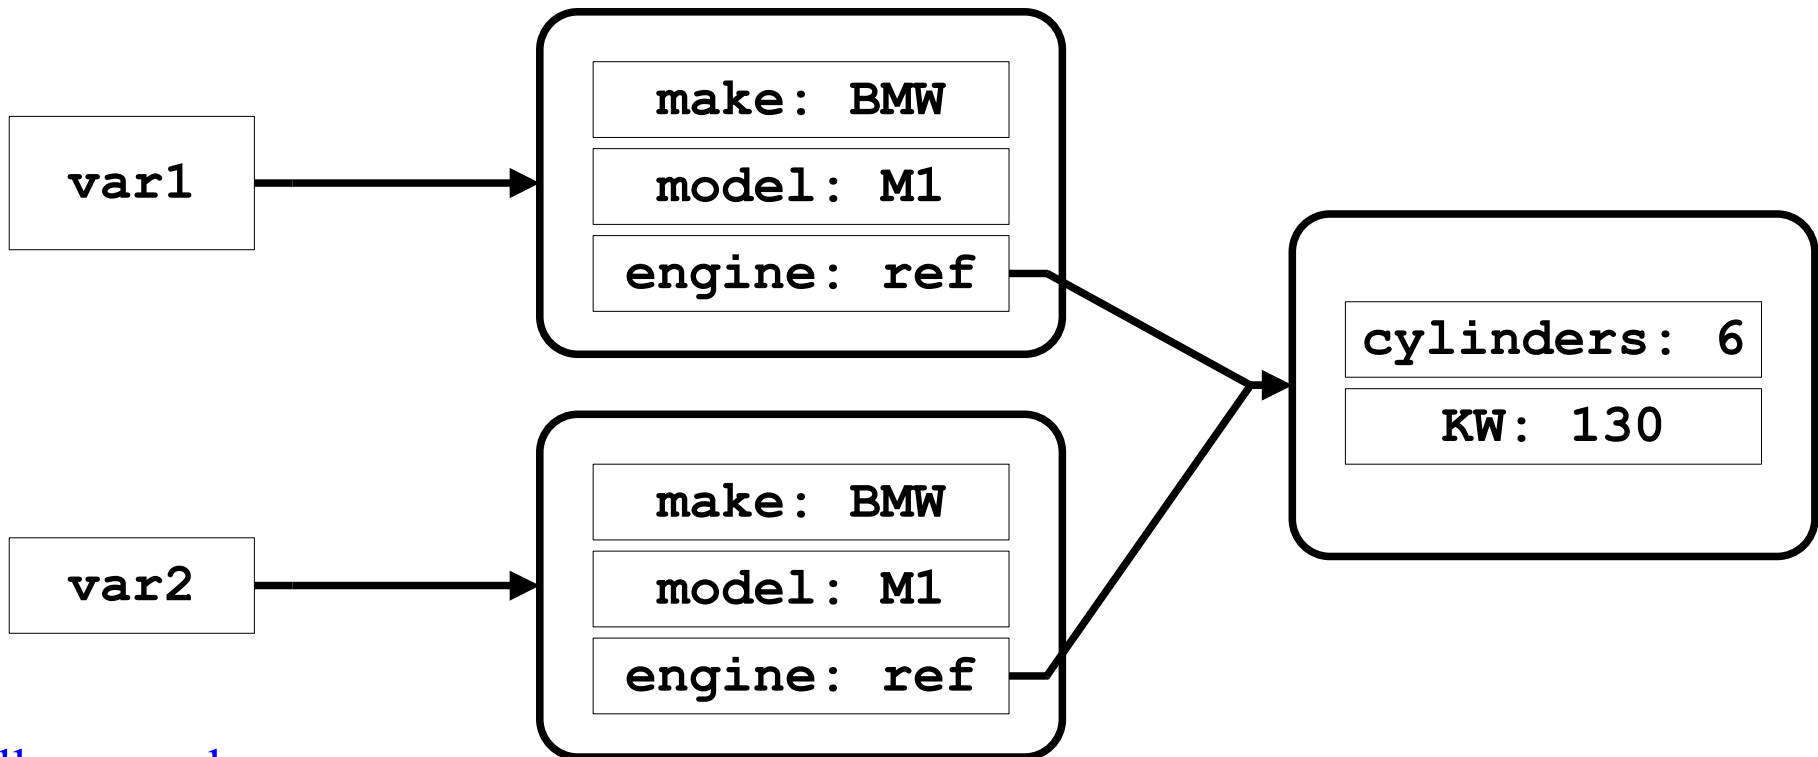 var1
make: BMW
model: M1
engine: ref
cylinders: 6
KW: 130
var2
make: BMW
model: M1
engine: ref